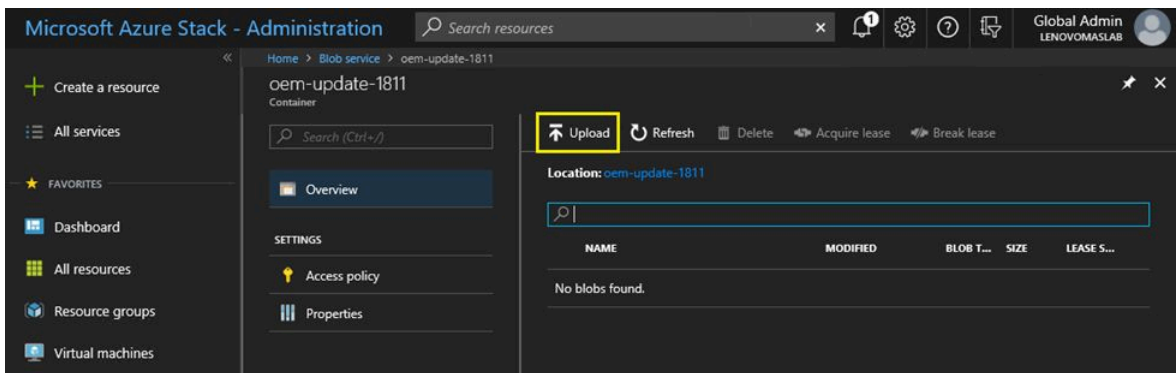 Microsoft Azure Stack - Administration
Search resources
1
Global Admin
LENOVOMASLAB
Create a resource
All services
FAVORITES
Dashboard
All resources
Resource groups
Virtual machines
Home > Blob service > oem-update-1811
oem-update-1811
Container
Search (Ctrl+/)
Overview
SETTINGS
Access policy
Properties
Upload
Refresh
Delete
Acquire lease
Break lease
Location: oem-update-1811
NAME MODIFIED BLOB T... SIZE LEASE S...
No blobs found.